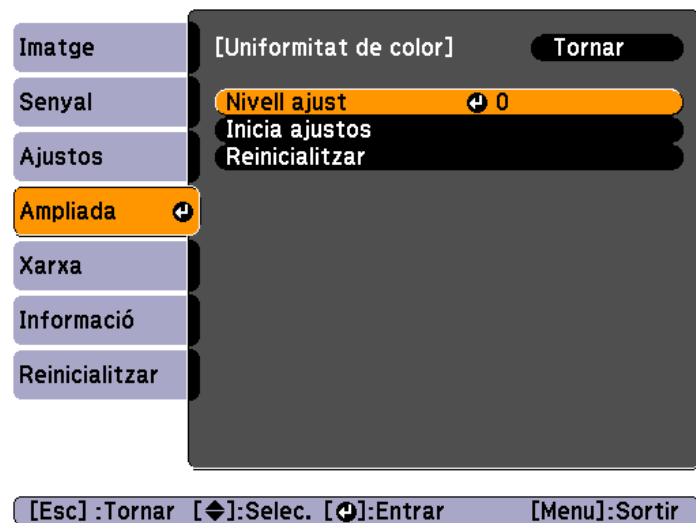 Imatge
Senyal
Ajustos
Ampliada
Xarxa
Informació
Reinicialitzar
[Uniformitat de color] Tornar
Nivell ajust 0
Inicia ajustos
Reinicialitzar
[Esc] :Tornar [◆]:Selec. [⏎]:Entrar [Menu]:Sortir